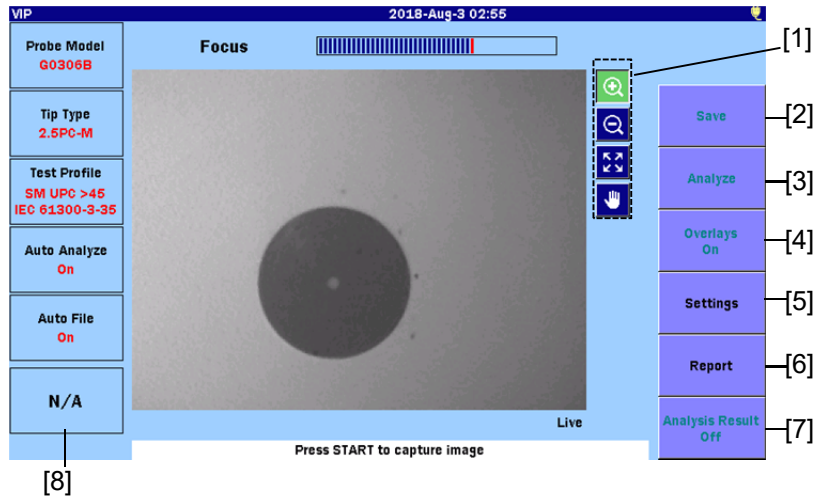 VIP
2018-Aug-3 02:55
Probe Model
G0306B
Focus
[1]
Tip Type
2.5PC-M
Save
[2]
Test Profile
SM UPC >45
IEC 61300-3-35
Analyze
[3]
Auto Analyze
On
Overlays
On
[4]
Auto File
On
Settings
[5]
Report
[6]
N/A
Live
Analysis Result
Off
[7]
Press START to capture image
[8]